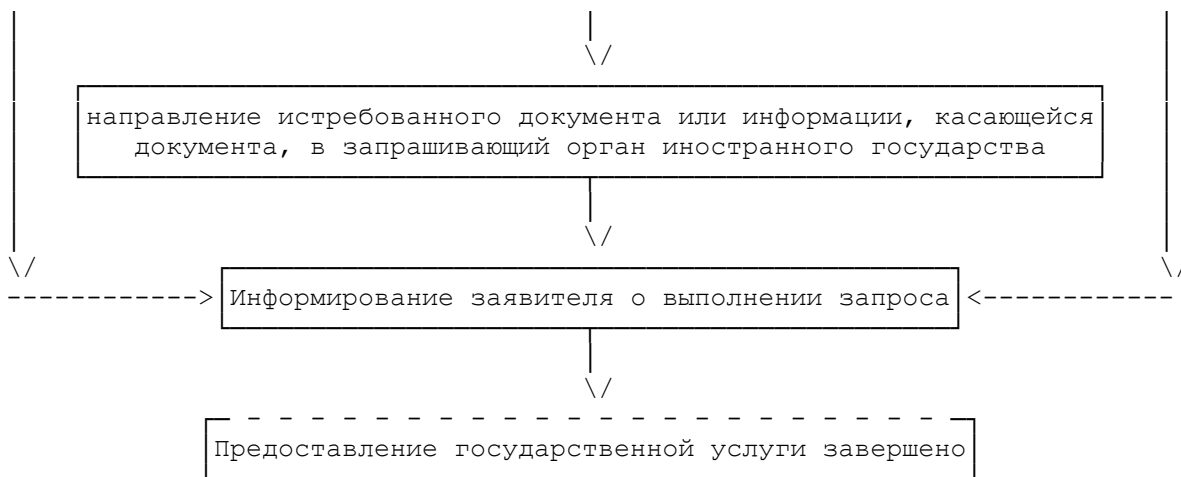 направление истребованного документа или информации, касающейся
документа, в запрашивающий орган иностранного государства
Информирование заявителя о выполнении запроса
Предоставление государственной услуги завершено